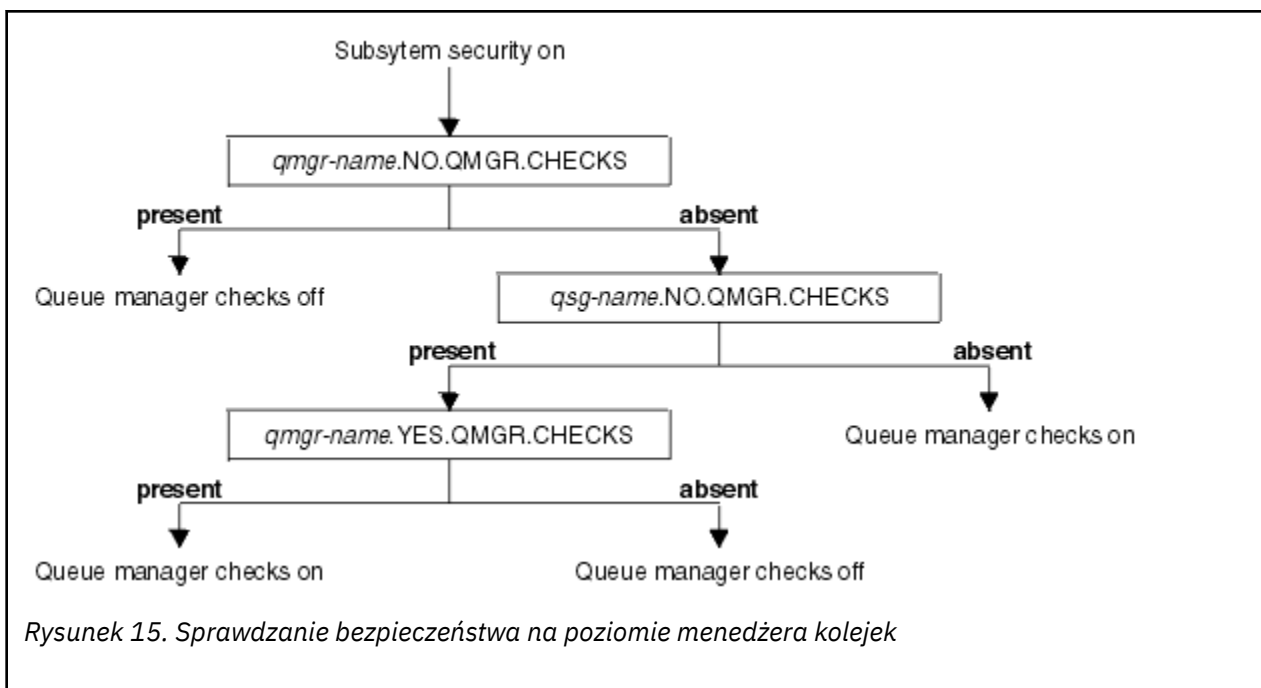 Subsytem security on
qmgr-name.NO.QMGR.CHECKS
present absent
Queue manager checks off
qsg-name.NO.QMGR.CHECKS
present absent
qmgr-name.YES.QMGR.CHECKS
Queue manager checks on
present absent
Queue manager checks on Queue manager checks off
Rysunek 15. Sprawdzanie bezpieczeństwa na poziomie menedżera kolejek